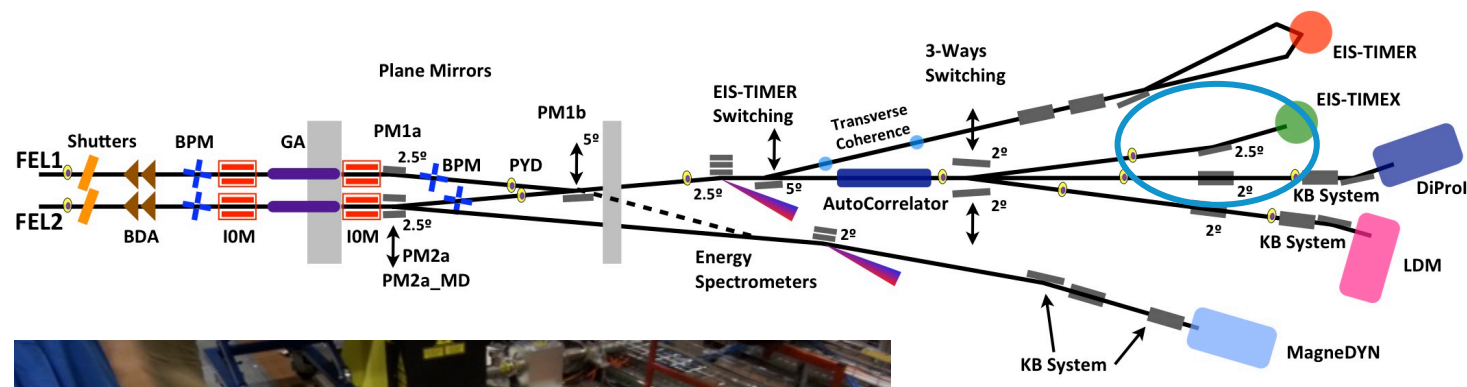 Plane Mirrors
3-Ways
Switching
EIS-TIMER
EIS-TIMER
Switching
EIS-TIMEX
Transverse
Coherence
PM1b
5º
Shutters
BPM
GA
PM1a
2.5º
BPM
PYD
FEL1
FEL2
BDA
I0M
I0M
2.5º
PM2a
PM2a_MD
2.5º
5º
AutoCorrelator
2º
2º
2.5º
2º
2º
KB System
DiProl
KB System
LDM
Energy
Spectrometers
2º
KB System
MagneDYN